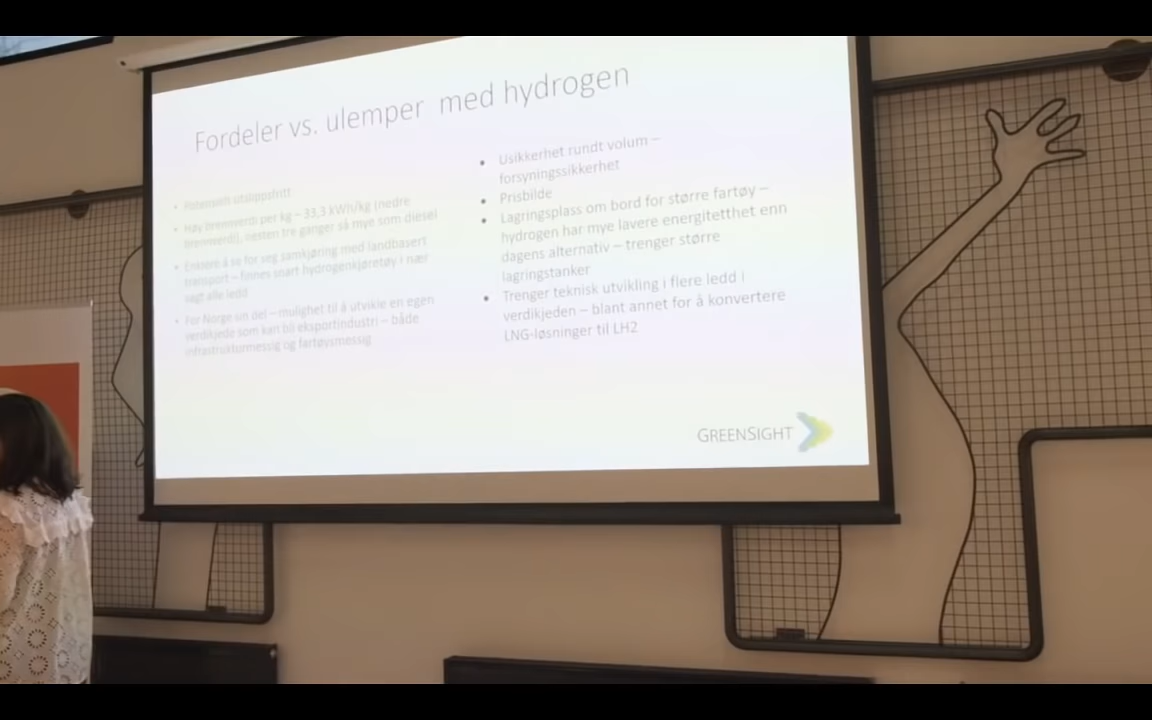 Fordeler vs. ulemper med hydrogen
Potensielt utslippsfritt
Høy brennverdi per kg – 33,3 kWh/kg (nedre
brennverdi), nesten tre ganger så mye som diesel
Enklere å se for seg samkjøring med landbasert
transport – finnes snart hydrogenkjøretøy i nær
sagt alle ledd
For Norge sin del – mulighet til å utvikle en egen
verdikjede som kan bli eksportindustri – både
infrastrukturmessig og fartøysmessig
Usikkerhet rundt volum –
forsyningssikkerhet
Prisbilde
Lagringsplass om bord for større fartøy –
hydrogen har mye lavere energitetthet enn
dagens alternativ – trenger større
lagringstanker
Trenger teknisk utvikling i flere ledd i
verdikjeden – blant annet for å konvertere
LNG-løsninger til LH2
GREENSIGHT